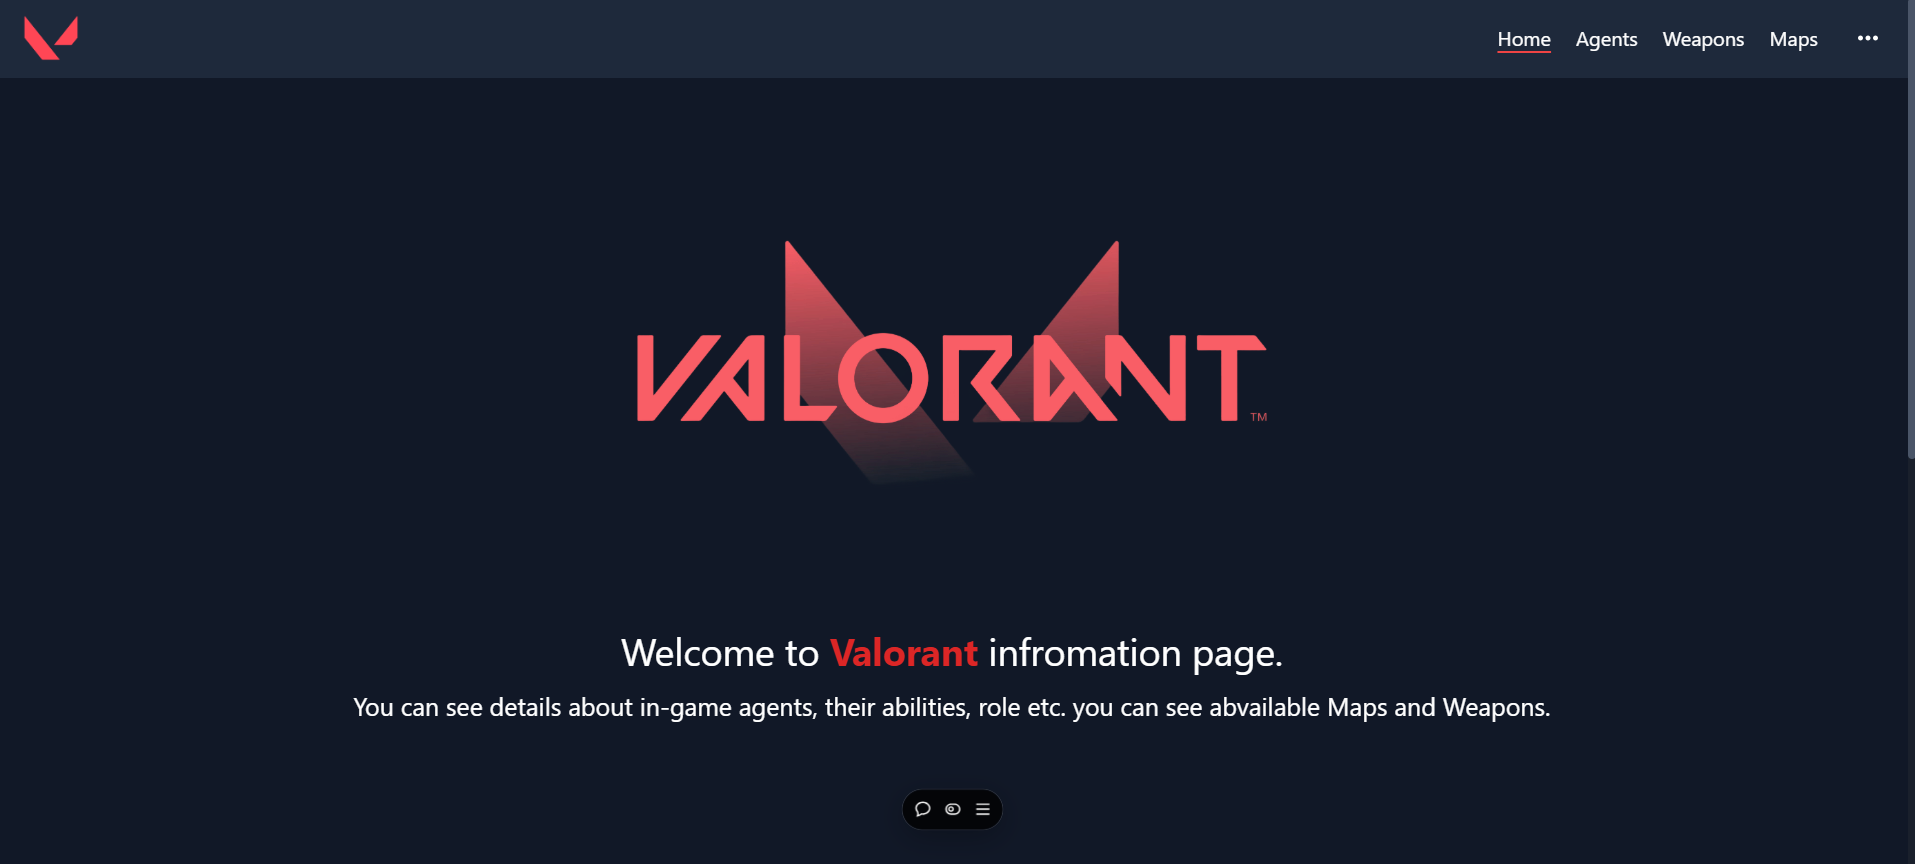 Home Agents Weapons Maps
VALORANT™
Welcome to Valorant infromation page.
You can see details about in-game agents, their abilities, role etc. you can see abvailable Maps and Weapons.